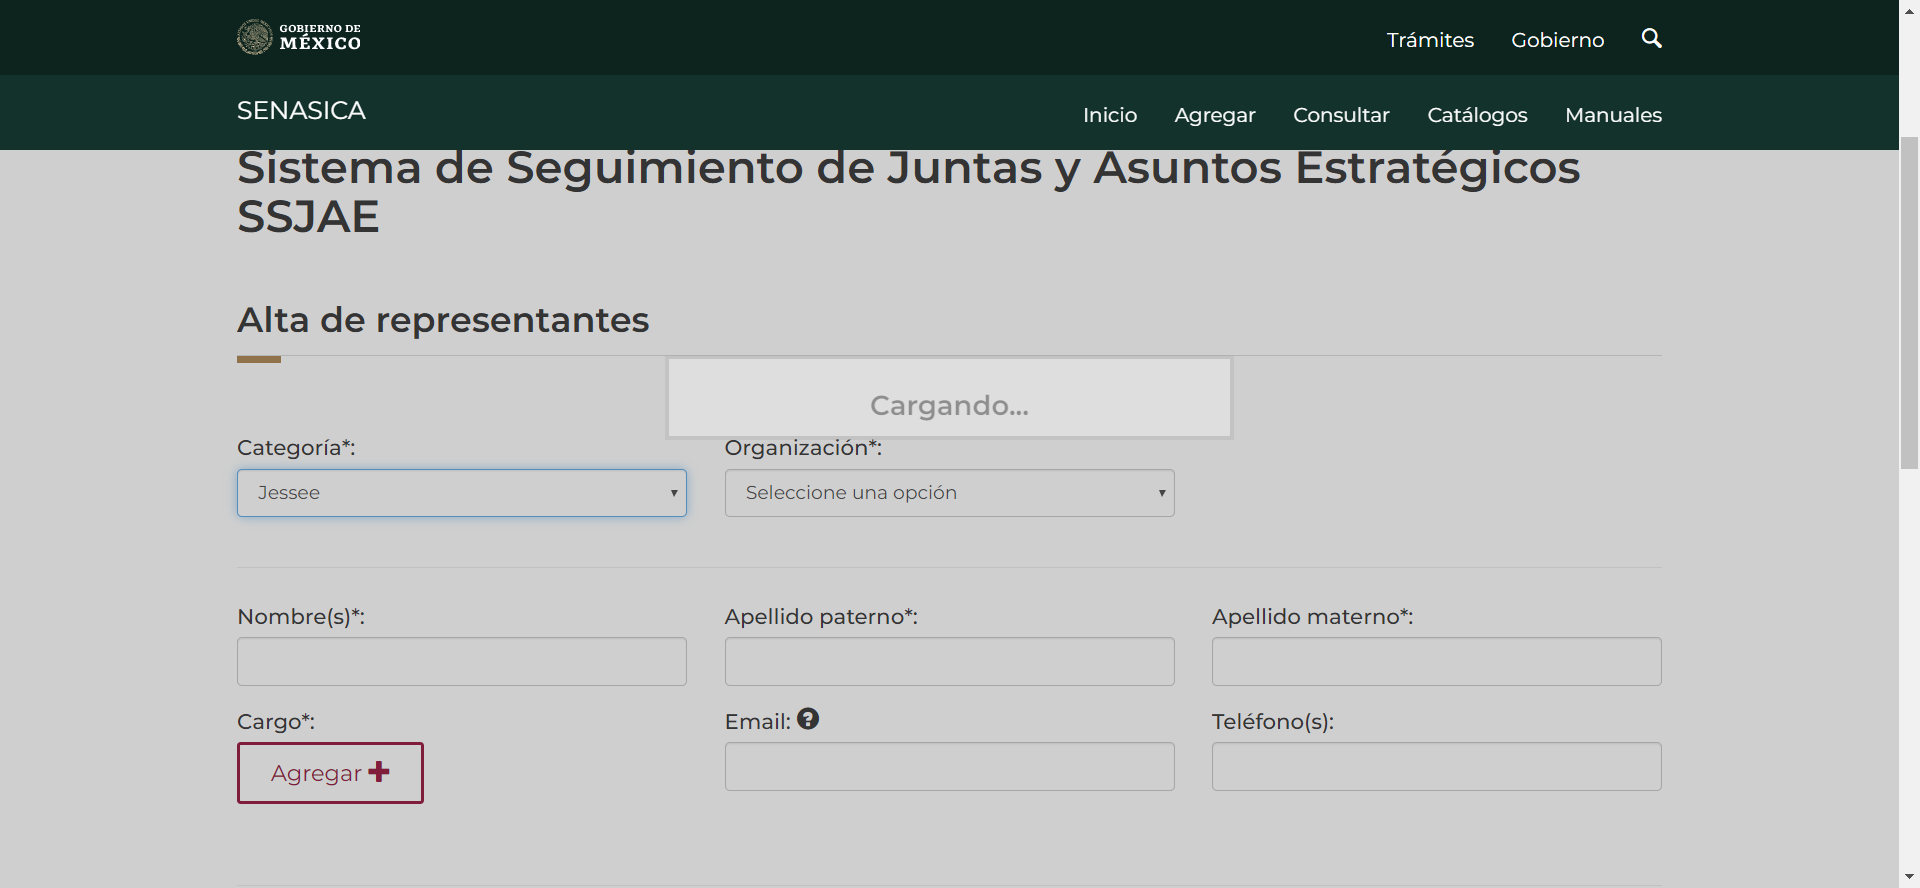 GOBIERNO DE
MÉXICO
Trámites
Gobierno
SENASICA
Inicio
Agregar
Consultar
Catálogos
Manuales
Sistema de Seguimiento de Juntas y Asuntos Estratégicos
SSJAE
Alta de representantes
Cargando...
Categoría*:
Organización*:
Jessee
Seleccione una opción
Nombre(s)*:
Apellido paterno*:
Apellido materno*:
Cargo*:
Email: ?
Teléfono(s):
Agregar +